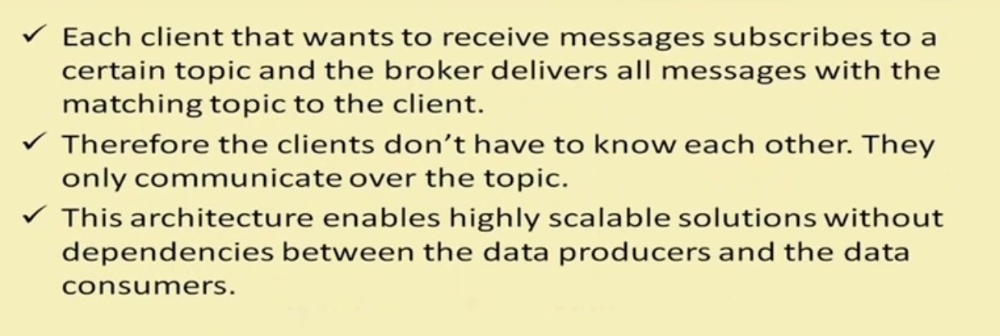 ✓ Each client that wants to receive messages subscribes to a
certain topic and the broker delivers all messages with the
matching topic to the client.
✓ Therefore the clients don’t have to know each other. They
only communicate over the topic.
✓ This architecture enables highly scalable solutions without
dependencies between the data producers and the data
consumers.